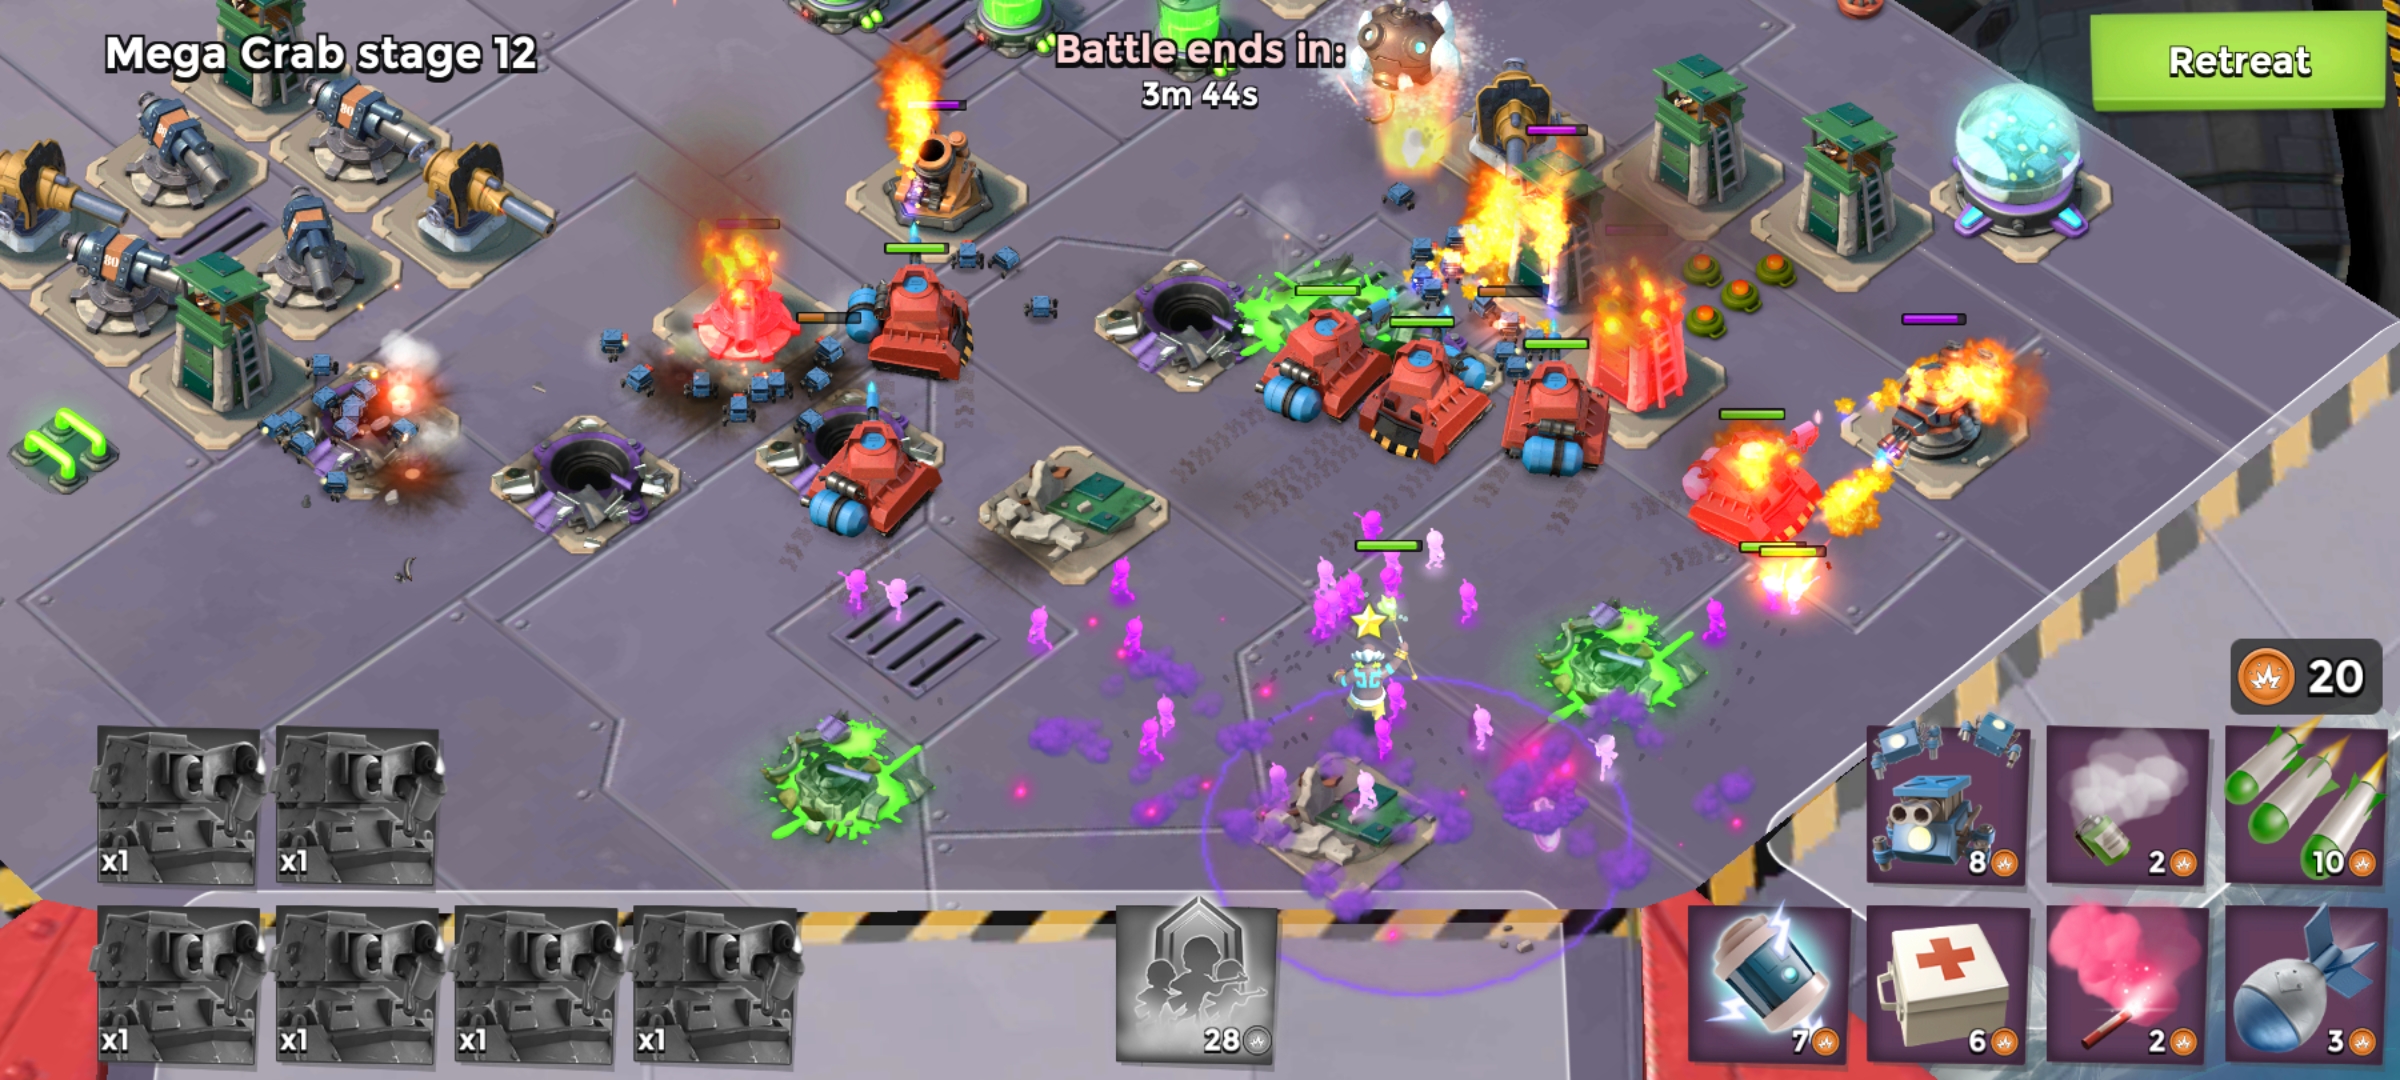 Mega Crab stage 12
Battle ends in:
3m 44s
Retreat
20
x1
x1
8
2
10
x1
x1
x1
x1
28
7
6
2
3